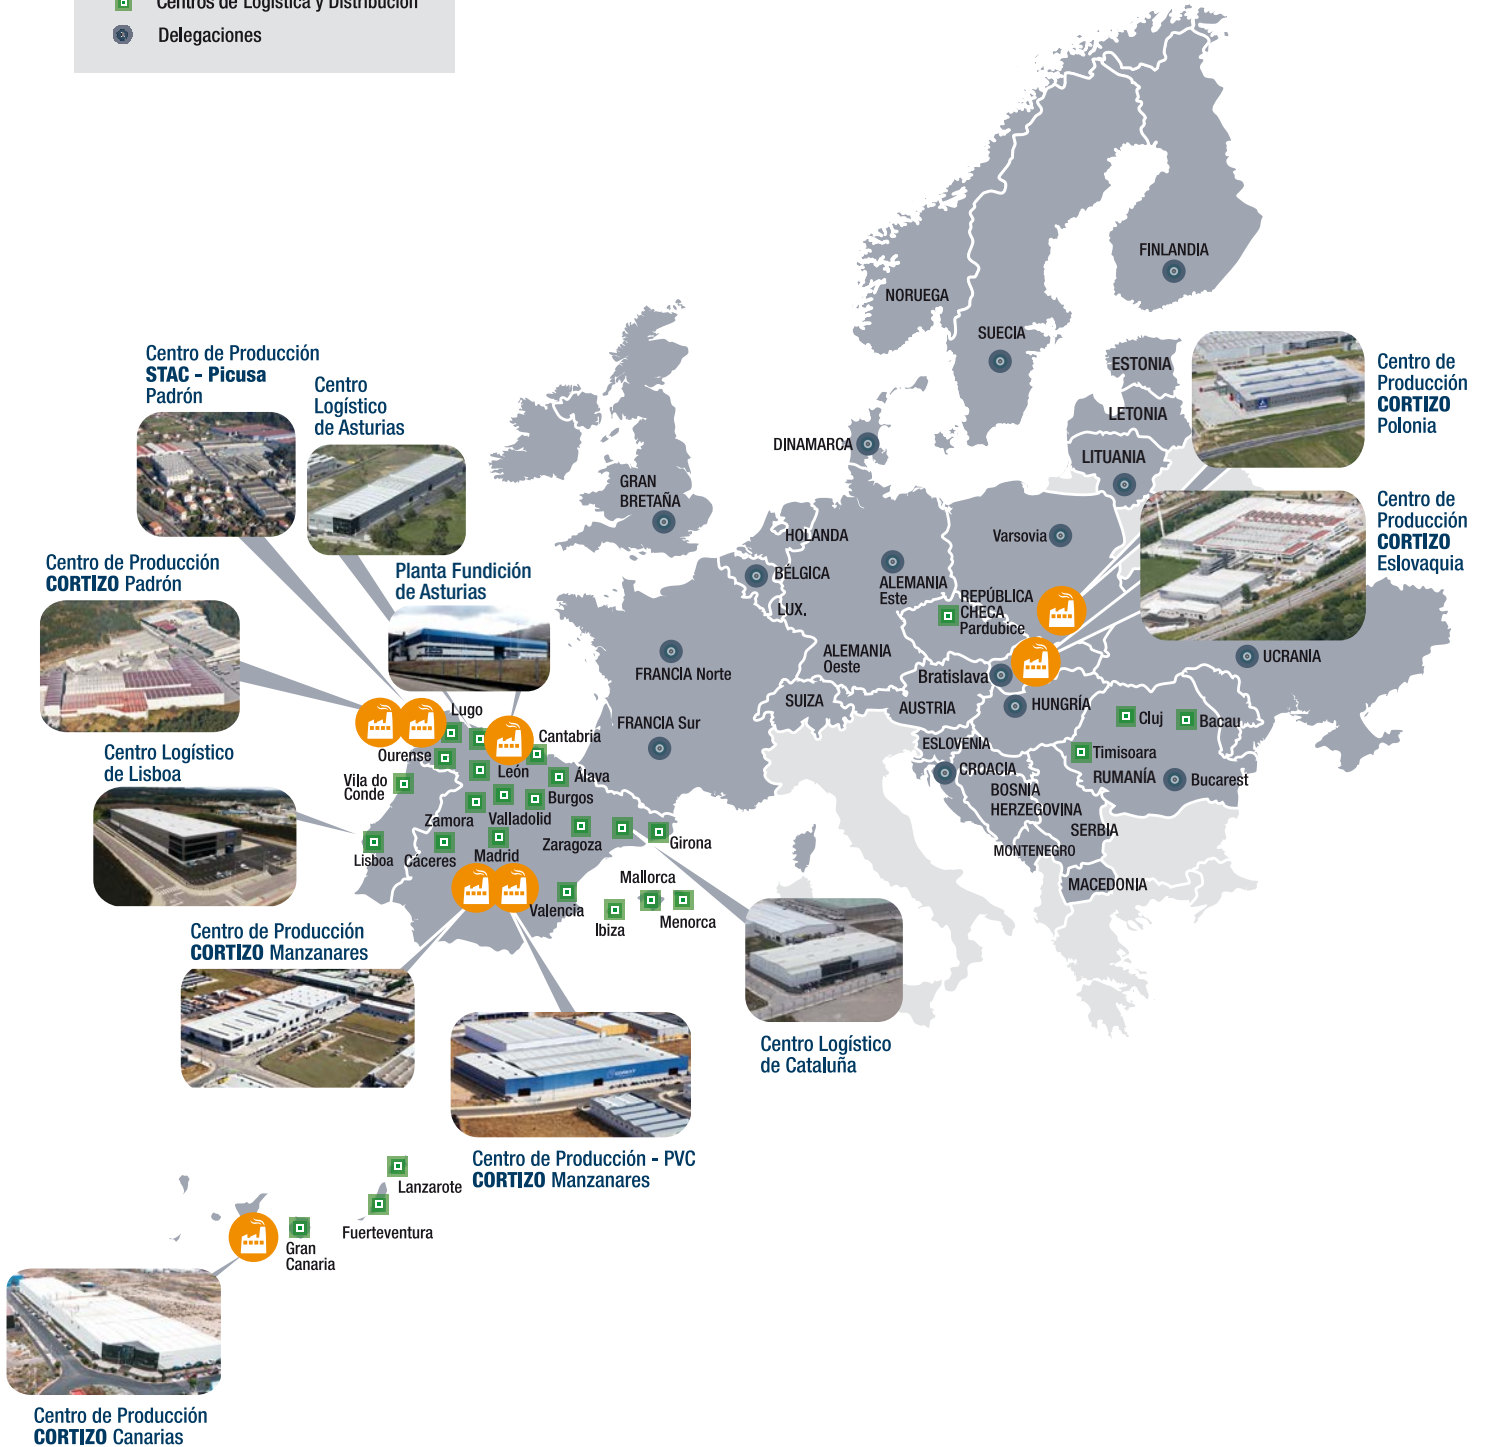 Centros de Logística y Distribución
Delegaciones
FINLANDIA
NORUEGA
SUECIA
ESTONIA
LETONIA
DINAMARCA
LITUANIA
GRAN
BRETAÑA
HOLANDA
Varsovia
BÉLGICA
ALEMANIA
Este
REPÚBLICA
CHECA
Pardubice
LUX.
ALEMANIA
Oeste
FRANCIA Norte
Bratislava
UCRANIA
SUIZA
AUSTRIA
HUNGRÍA
FRANCIA Sur
Cluj
Bacau
ESLOVENIA
Timisoara
CROACIA
RUMANÍA
Bucarest
BOSNIA
HERZEGOVINA
SERBIA
MONTENEGRO
MACEDONIA
Centro de Producción
STAC - Picusa
Padrón
Centro
Logístico
de Asturias
Centro de Producción
CORTIZO Padrón
Planta Fundición
de Asturias
Centro de
Producción
CORTIZO
Polonia
Centro de
Producción
CORTIZO
Eslovaquia
Centro Logístico
de Lisboa
Lugo
Cantabria
Ourense
León
Álava
Vila do
Conde
Burgos
Zamora
Valladolid
Zaragoza
Girona
Lisboa
Cáceres
Madrid
Mallorca
Valencia
Ibiza
Menorca
Centro de Producción
CORTIZO Manzanares
Centro Logístico
de Cataluña
Centro de Producción - PVC
CORTIZO Manzanares
Lanzarote
Fuerteventura
Gran
Canaria
Centro de Producción
CORTIZO Canarias